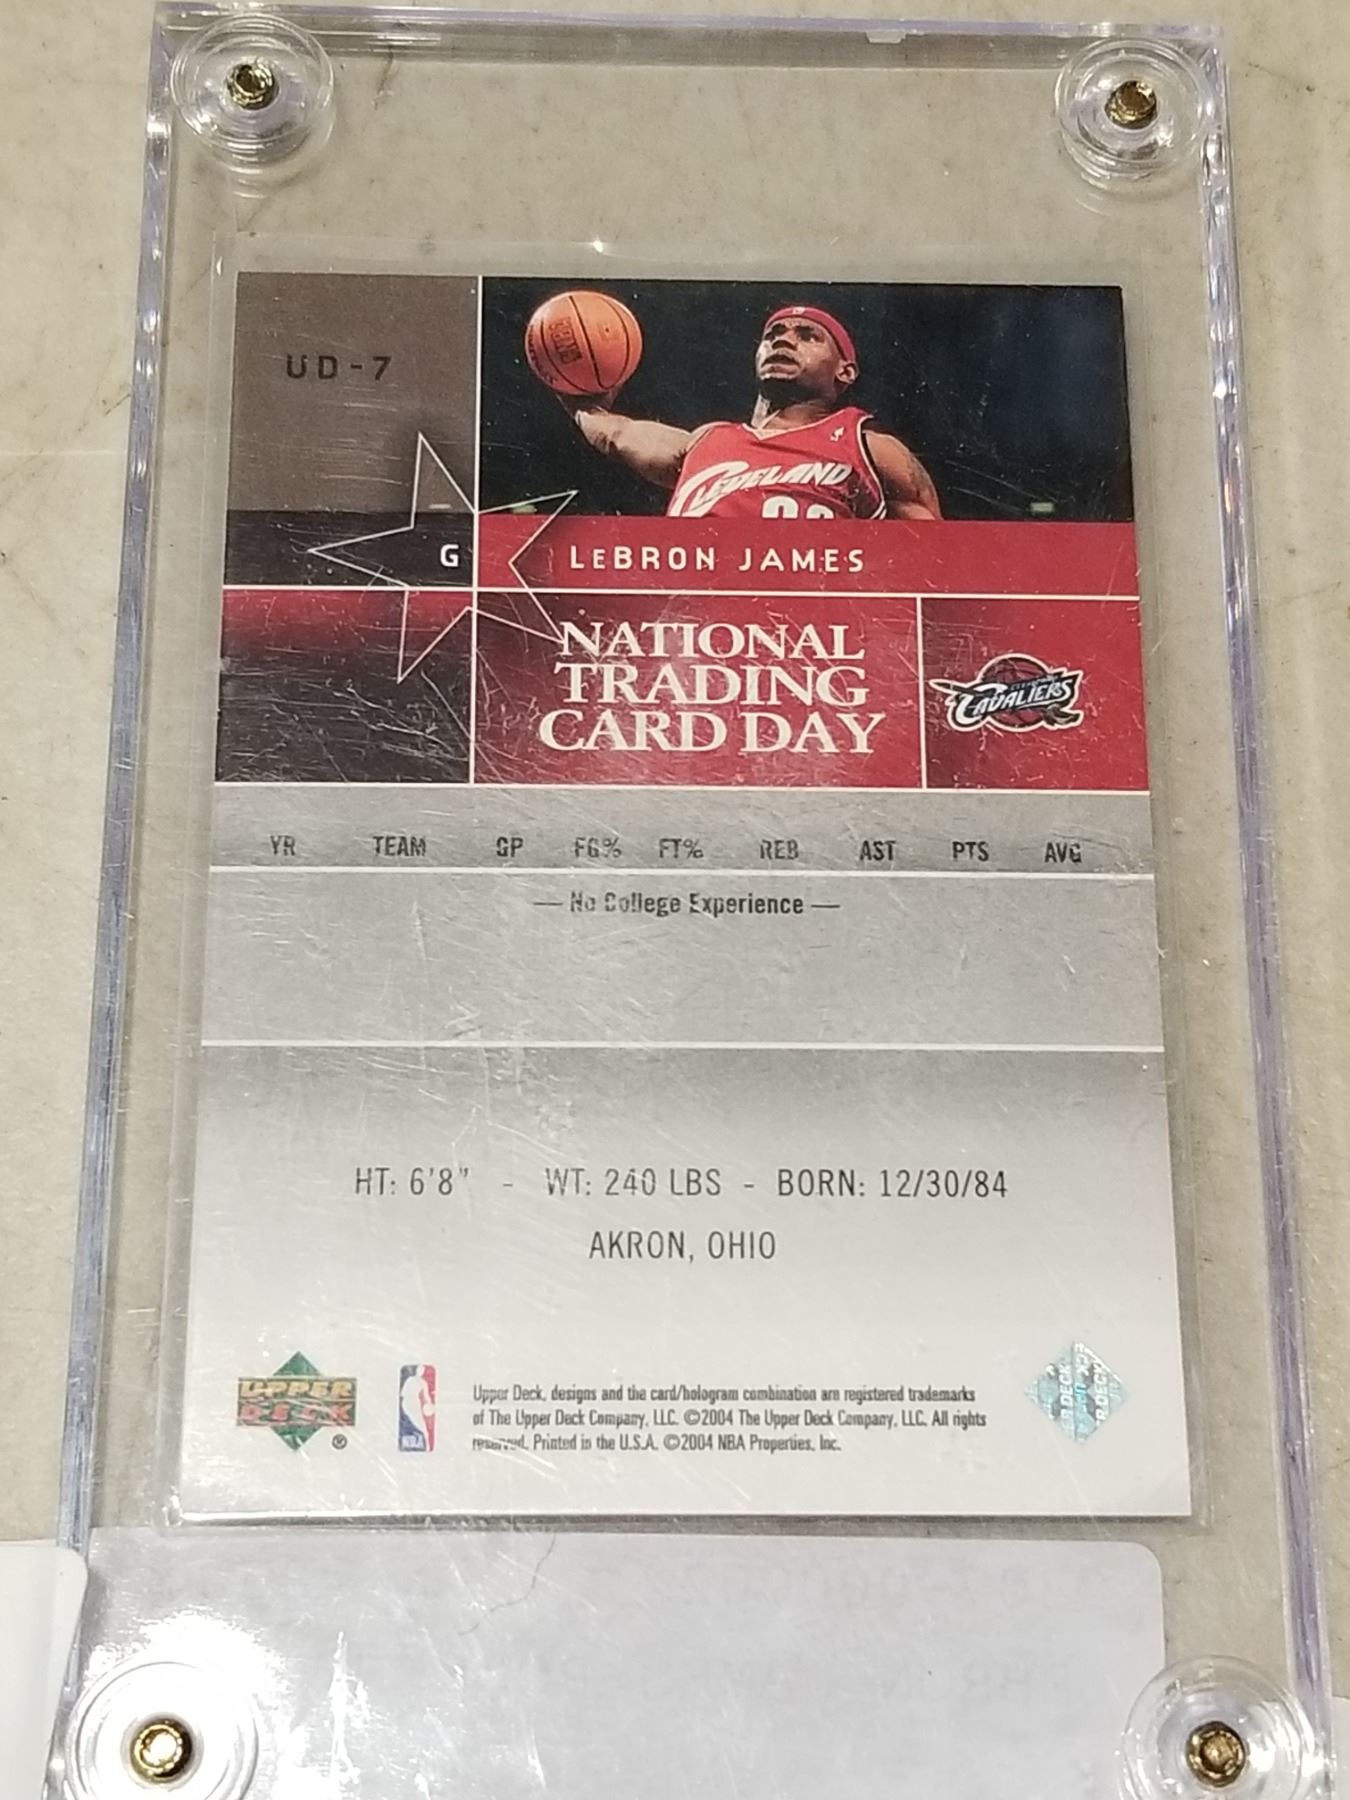 UD-7
CLEVELAND
G
LEBRON JAMES
NATIONAL
TRADING
CARD DAY
CAVALIERS
YR TEAM GP FG% FT% REB AST PTS AVG
— No College Experience —
HT: 6'8" - WT: 240 LBS - BORN: 12/30/84
AKRON, OHIO
UPPER
DECK
®
NBA
Upper Deck, designs and the card/hologram combination are registered trademarks
of The Upper Deck Company, LLC. ©2004 The Upper Deck Company, LLC. All rights
reserved. Printed in the U.S.A. ©2004 NBA Properties, Inc.